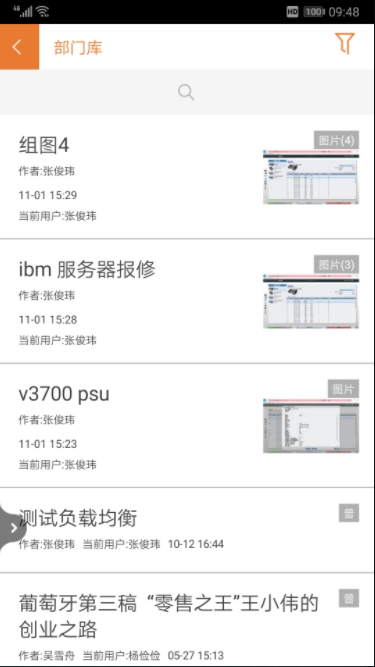 4G HD 100 09:48
部门库
组图4
图片(4)
作者:张俊玮
11-01 15:29
当前用户:张俊玮
ibm 服务器报修
图片(3)
作者:张俊玮
11-01 15:28
当前用户:张俊玮
v3700 psu
图片
作者:张俊玮
11-01 15:23
当前用户:张俊玮
测试负载均衡
普
作者:张俊玮 当前用户:张俊玮 10-12 16:44
葡萄牙第三稿 “零售之王”王小伟的
普
创业之路
作者:吴雪舟 当前用户:杨俭俭 05-27 15:13